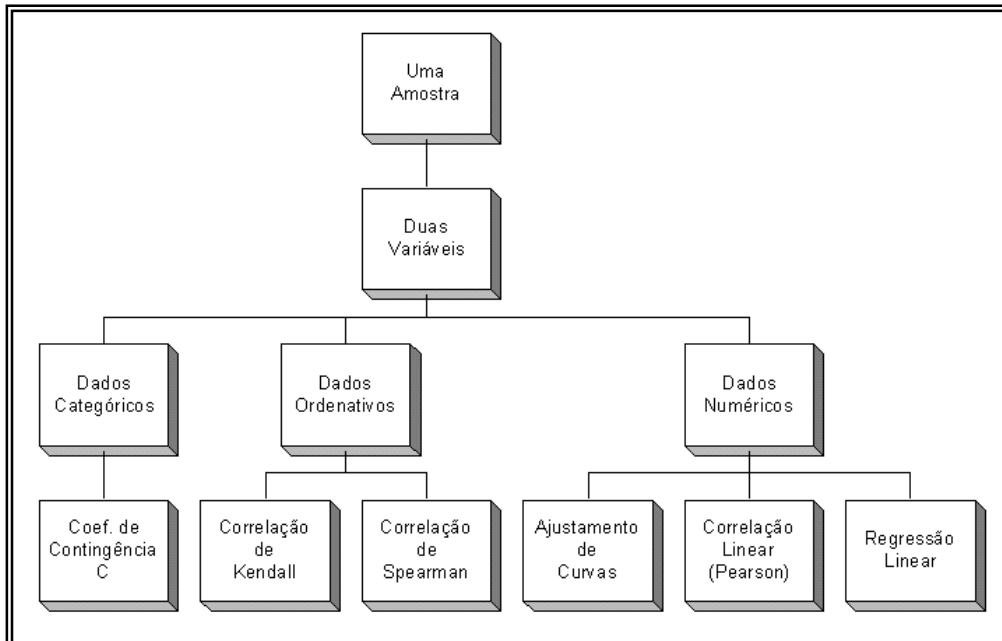 Uma
Amostra
Duas
Variáveis
Dados
Categóricos
Dados
Ordenativos
Dados
Numéricos
Coef. de
Contingência
C
Correlação
de
Kendall
Correlação
de
Spearman
Ajustamento
de
Curvas
Correlação
Linear
(Pearson)
Regressão
Linear